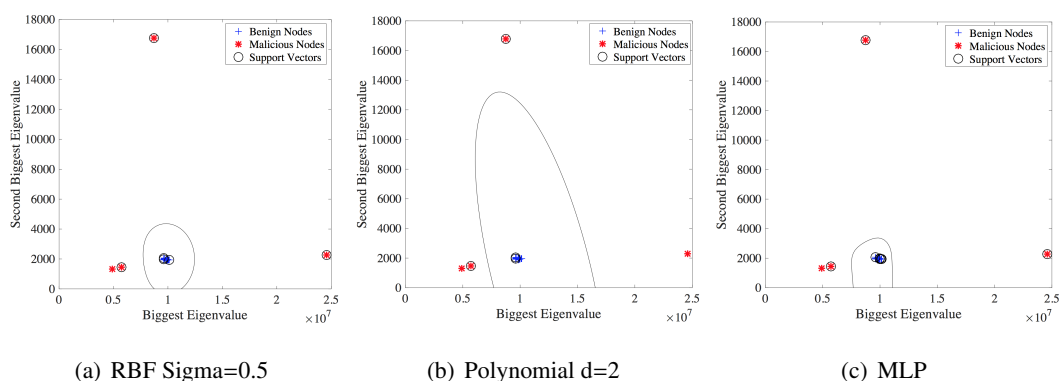 18000
16000
14000
12000
10000
8000
6000
4000
2000
0
Second Biggest Eigenvalue
Benign Nodes
Malicious Nodes
Support Vectors
0 0.5 1 1.5 2 2.5
Biggest Eigenvalue
×10^7
(a) RBF Sigma=0.5
18000
16000
14000
12000
10000
8000
6000
4000
2000
0
Second Biggest Eigenvalue
Benign Nodes
Malicious Nodes
Support Vectors
0 0.5 1 1.5 2 2.5
Biggest Eigenvalue
×10^7
(b) Polynomial d=2
18000
16000
14000
12000
10000
8000
6000
4000
2000
0
Second Biggest Eigenvalue
Benign Nodes
Malicious Nodes
Support Vectors
0 0.5 1 1.5 2 2.5
Biggest Eigenvalue
×10^7
(c) MLP